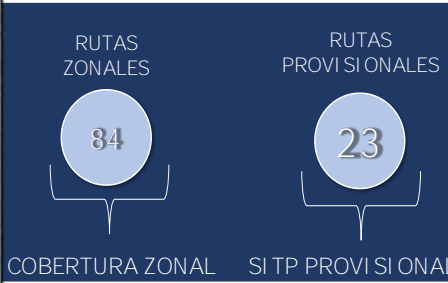 RUTAS
ZONALES
84
COBERTURA ZONAL
RUTAS
PROVISIONALES
23
SITP PROVISIONAL